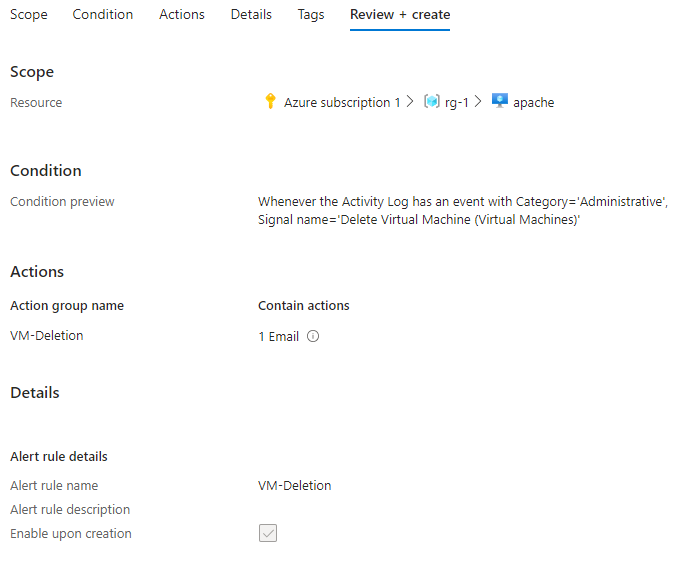 Scope Condition Actions Details Tags Review + create
Scope
Resource Azure subscription 1 > rg-1 > apache
Condition
Condition preview Whenever the Activity Log has an event with Category='Administrative',
Signal name='Delete Virtual Machine (Virtual Machines)'
Actions
Action group name Contain actions
VM-Deletion 1 Email
Details
Alert rule details
Alert rule name VM-Deletion
Alert rule description
Enable upon creation